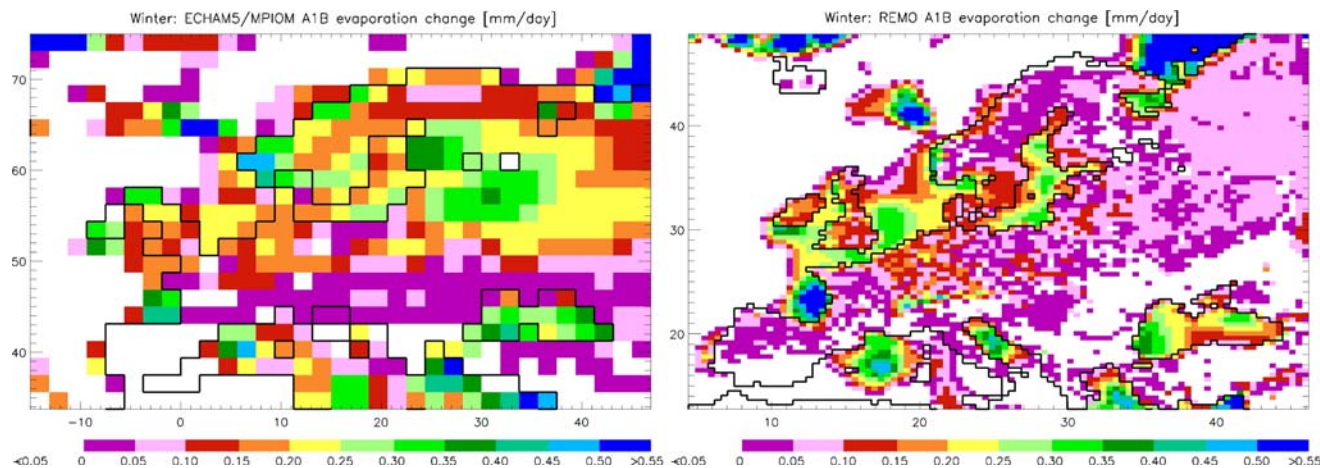 Winter: ECHAM5/MPIOM A1B evaporation change [mm/day]
70
60
50
40
−10 0 10 20 30 40
<0.05 0 0.05 0.10 0.15 0.20 0.25 0.30 0.35 0.40 0.45 0.50 >0.55
Winter: REMO A1B evaporation change [mm/day]
40
30
20
10 20 30 40
<0.05 0 0.05 0.10 0.15 0.20 0.25 0.30 0.35 0.40 0.45 0.50 >0.55